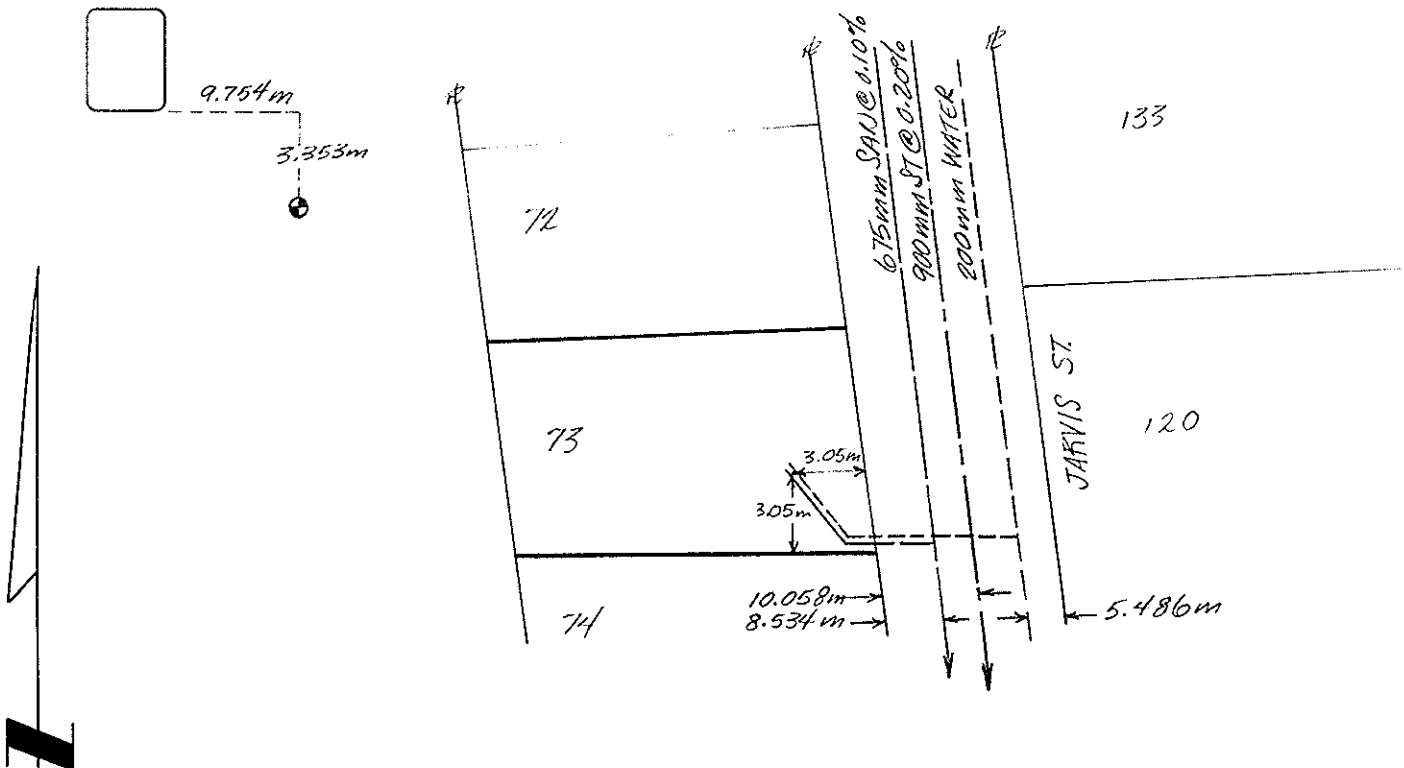 9.754m
3.353m
℄
℄
℄
675mm SAN @ 0.10%
900mm ST @ 0.20%
200mm WATER
133
72
73
3.05m
3.05m
JARVIS ST.
120
10.058m
8.534m
5.486m
74